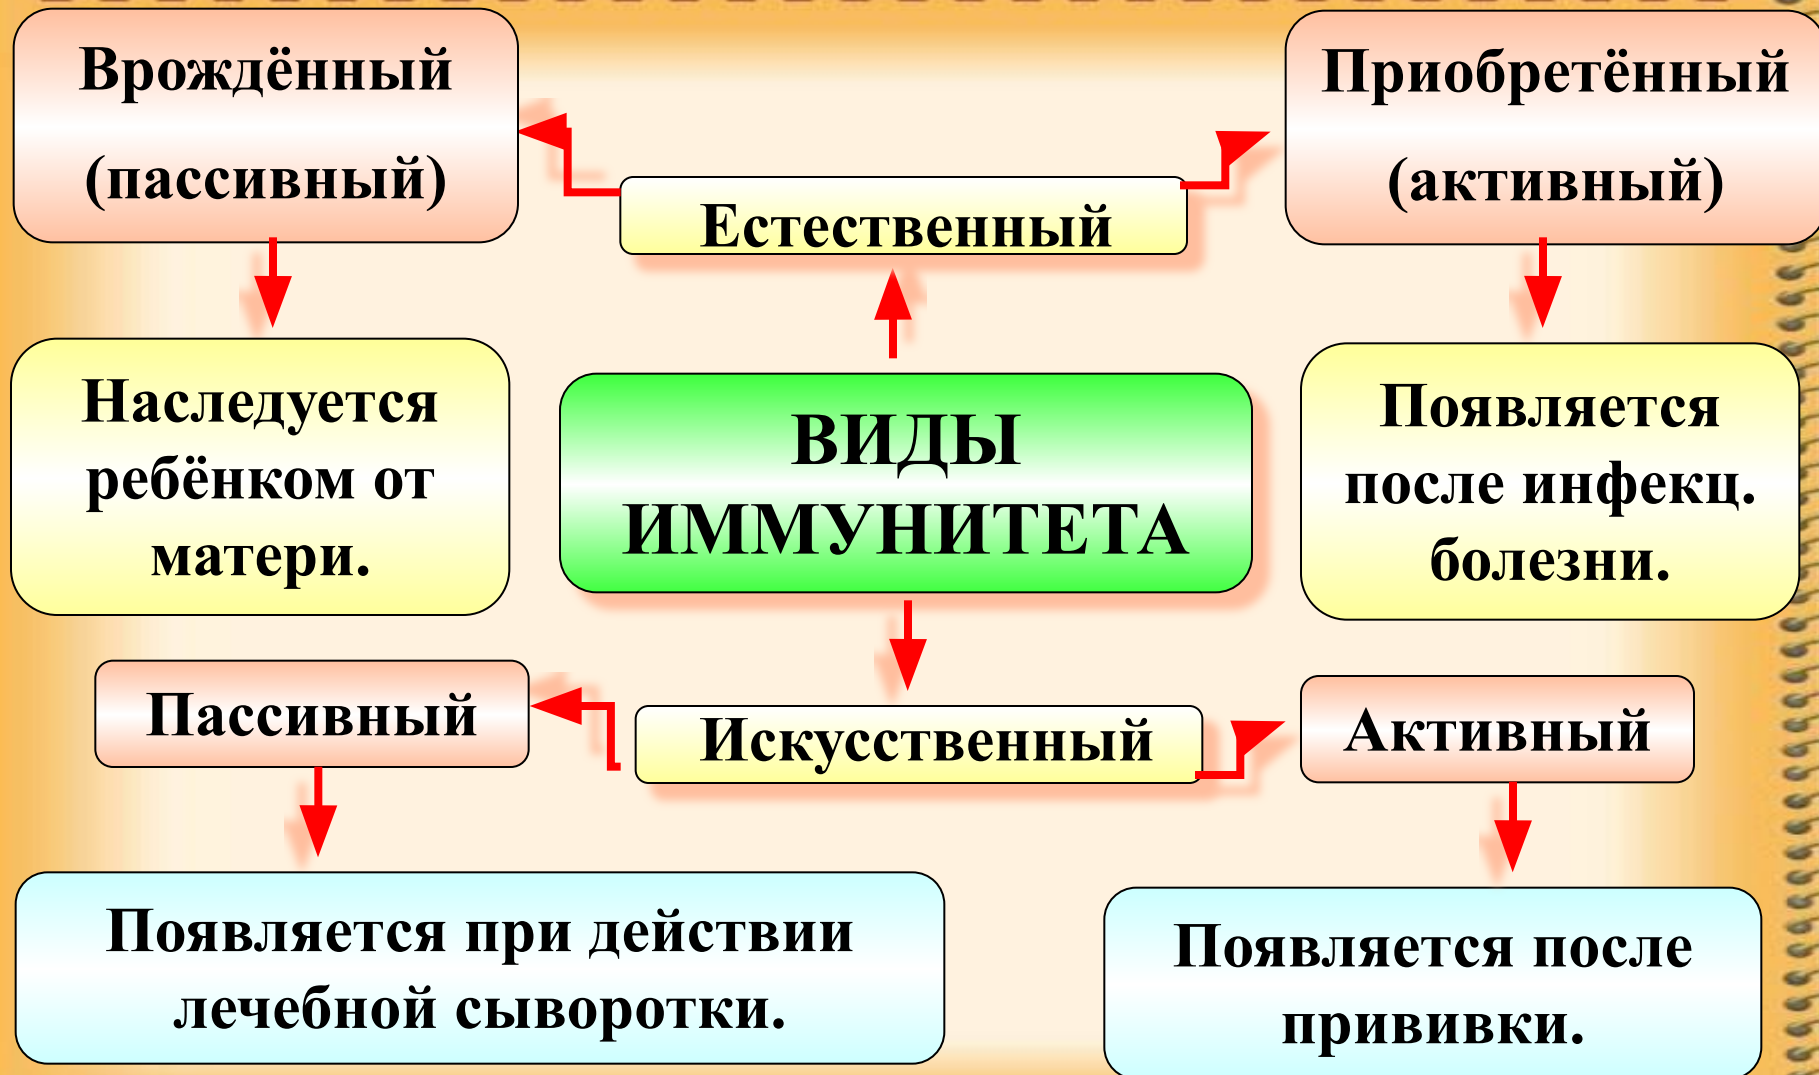 Врождённый
(пассивный)
Приобретённый
(активный)
Естественный
Наследуется
ребёнком от
матери.
ВИДЫ
ИММУНИТЕТА
Появляется
после инфекц.
болезни.
Пассивный
Искусственный
Активный
Появляется при действии
лечебной сыворотки.
Появляется после
прививки.